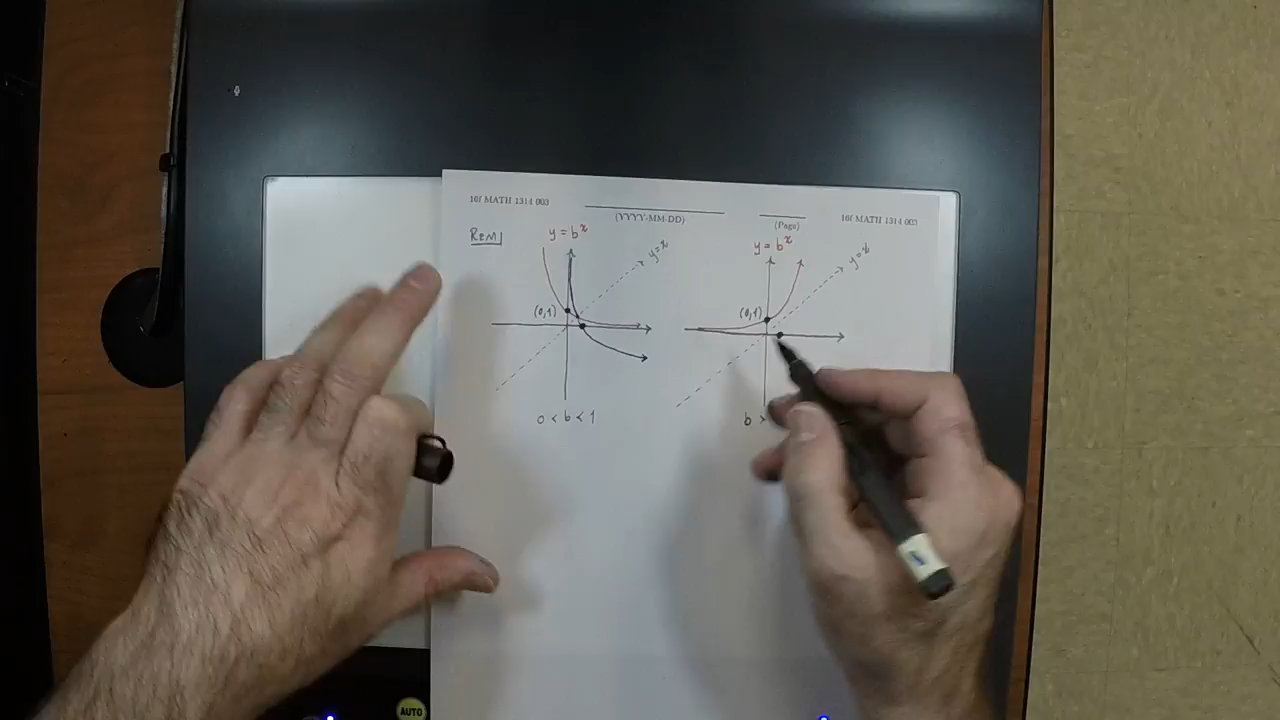 16f MATH 1314 003
(YYYY-MM-DD)
(Page)
16f MATH 1314 003
REM
y = b^x
y = b^x
y = x
y = x
(0,1)
(0,1)
0 < b < 1
b >
AUTO